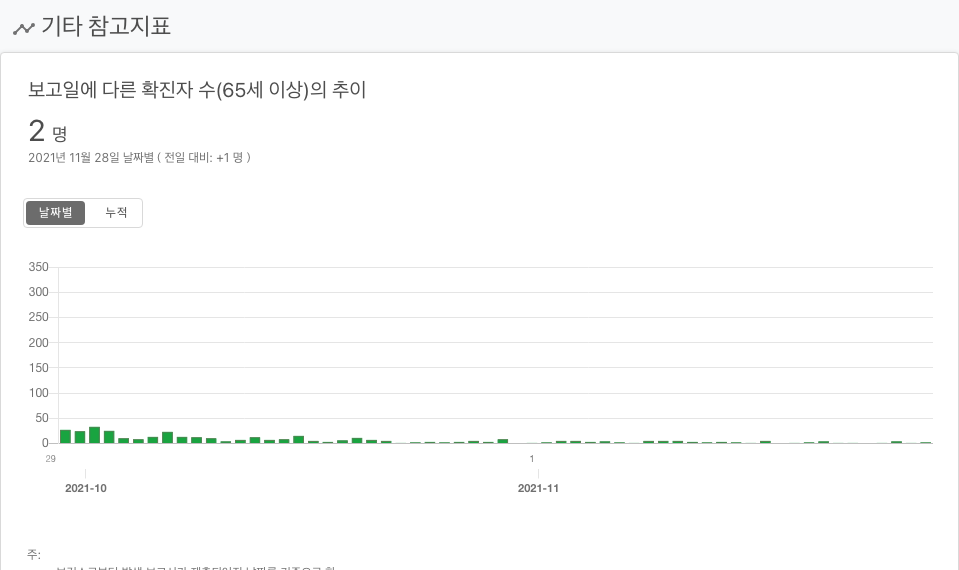 기타 참고지표
보고일에 다른 확진자 수(65세 이상)의 추이
2 명
2021년 11월 28일 날짜별 ( 전일 대비: +1 명 )
날짜별 누적
350
300
250
200
150
100
50
0
29 1
2021-10 2021-11
주: